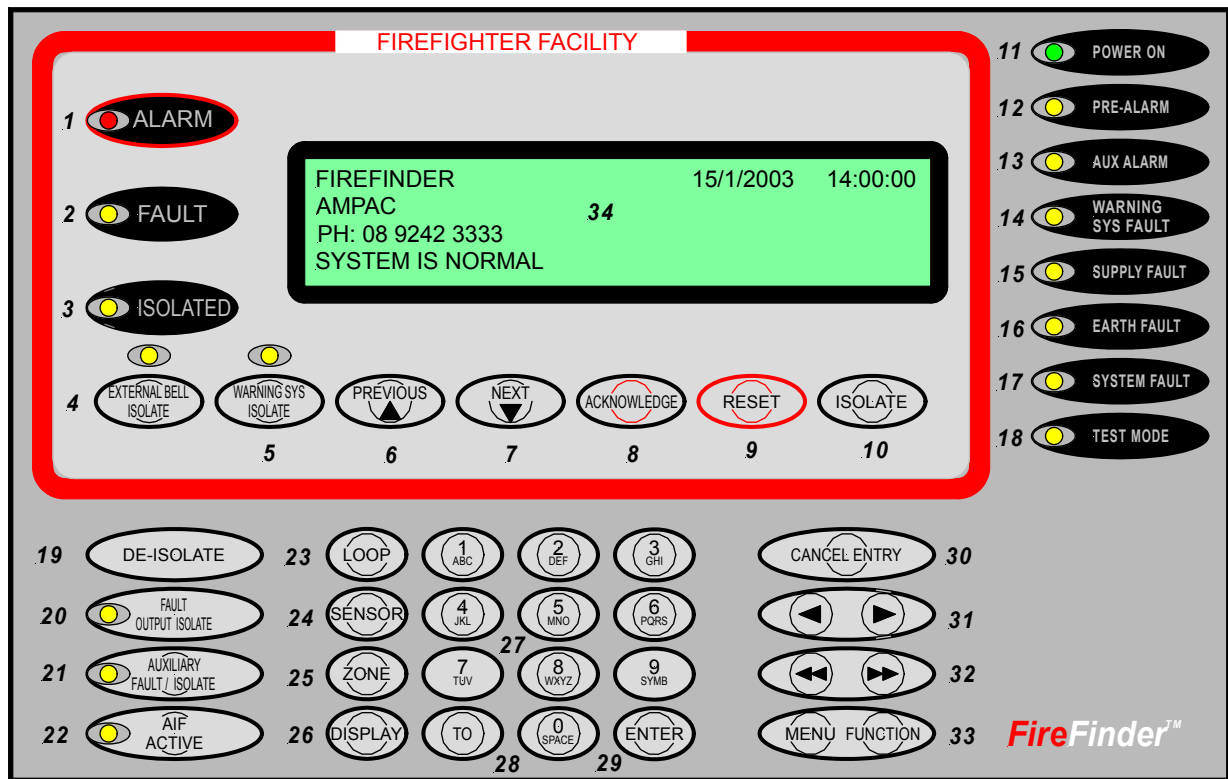 FIREFIGHTER FACILITY
1 ALARM
2 FAULT
3 ISOLATED
FIREFINDER 15/1/2003 14:00:00
AMPAC 34
PH: 08 9242 3333
SYSTEM IS NORMAL
4 EXTERNAL BELL
ISOLATE
WARNING SYS
ISOLATE
PREVIOUS
NEXT
ACKNOWLEDGE
RESET
ISOLATE
5 6 7 8 9 10
11 POWER ON
12 PRE-ALARM
13 AUX ALARM
14 WARNING
SYS FAULT
15 SUPPLY FAULT
16 EARTH FAULT
17 SYSTEM FAULT
18 TEST MODE
19 DE-ISOLATE
20 FAULT
OUTPUT ISOLATE
21 AUXILIARY
FAULT / ISOLATE
22 AIF
ACTIVE
23 LOOP
1
ABC
2
DEF
3
GHI
24 SENSOR
4
JKL
5
MNO
6
PQRS
27
25 ZONE
7
TUV
8
WXYZ
9
SYMB
26 DISPLAY
TO
0
SPACE
ENTER
28 29
CANCEL ENTRY 30
31
32
MENU FUNCTION 33
FireFinder™